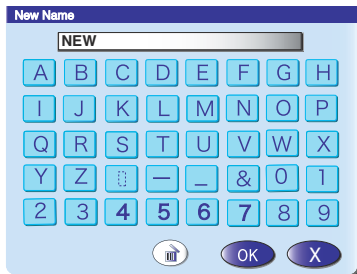 New Name
NEW
A B C D E F G H
I J K L M N O P
Q R S T U V W X
Y Z — _ & 0 1
2 3 4 5 6 7 8 9
OK X